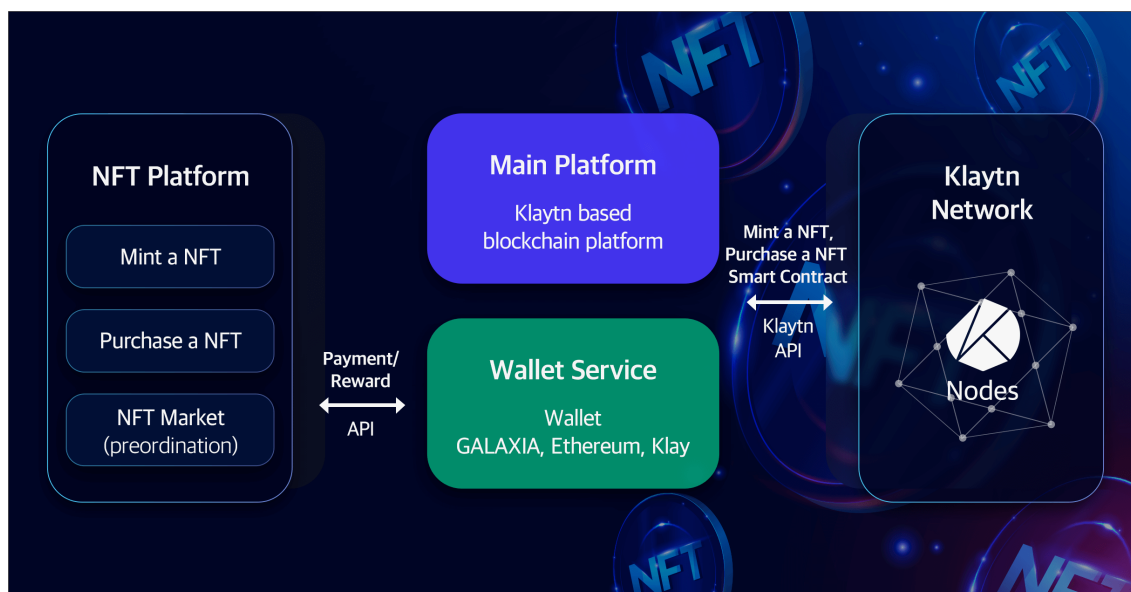 NFT
NFT
NFT Platform
Mint a NFT
Purchase a NFT
NFT Market
(preordination)
Payment/
Reward
API
Main Platform
Klaytn based
blockchain platform
Wallet Service
Wallet
GALAXIA, Ethereum, Klay
Mint a NFT,
Purchase a NFT
Smart Contract
Klaytn
API
NFT
Klaytn
Network
Nodes
NFT
NFT